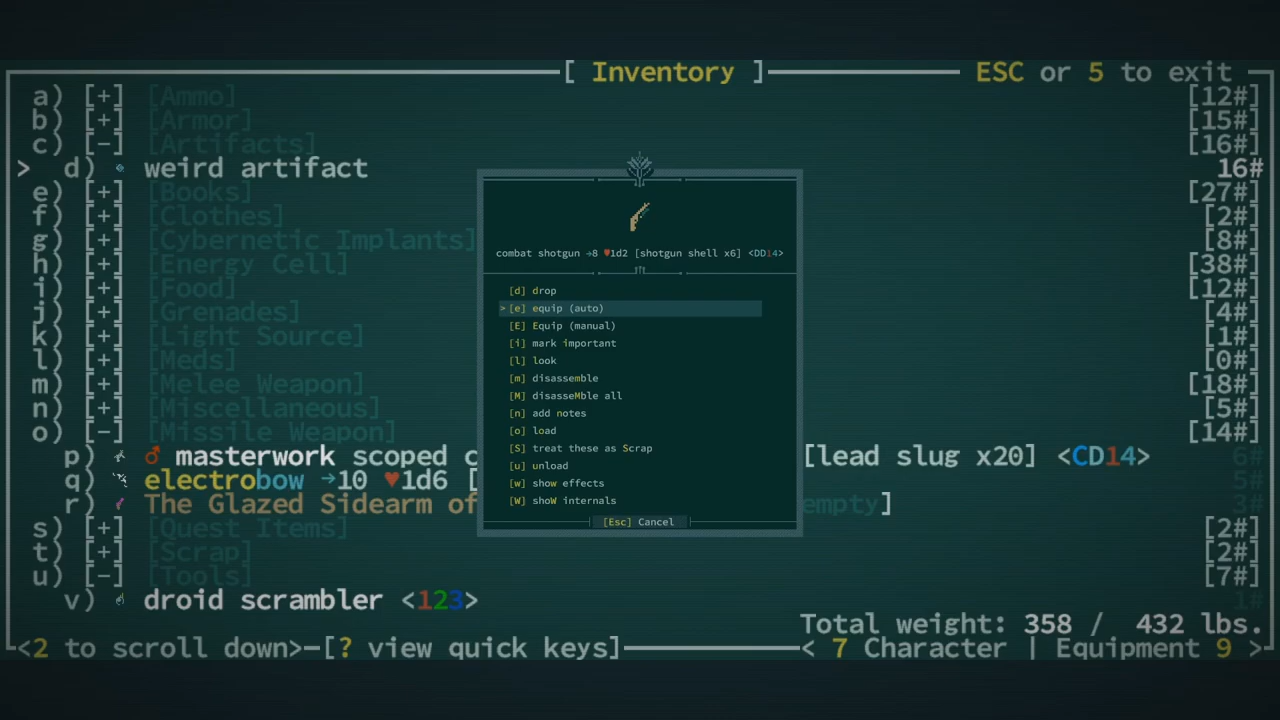 [ Inventory ] ESC or 5 to exit
a) [+] [Ammo] [12#]
b) [+] [Armor] [15#]
c) [-] [Artifacts] [16#]
> d) weird artifact 16#
e) [+] [Books] [27#]
f) [+] [Clothes] [2#]
g) [+] [Cybernetic Implants] [8#]
h) [+] [Energy Cell] [38#]
i) [+] [Food] [12#]
j) [+] [Grenades] [4#]
k) [+] [Light Source] [1#]
l) [+] [Meds] [0#]
m) [+] [Melee Weapon] [18#]
n) [+] [Miscellaneous] [5#]
o) [-] [Missile Weapon] [14#]
p) ♂ masterwork scoped c [lead slug x20] <CD14> 6#
q) electrobow →10 ♥1d6 [ 5#
r) The Glazed Sidearm of empty] 3#
s) [+] [Quest Items] [2#]
t) [+] [Scrap] [2#]
u) [-] [Tools] [7#]
v) droid scrambler <123> 1#
Total weight: 358 / 432 lbs.
<2 to scroll down> [? view quick keys] < 7 Character | Equipment 9 >
combat shotgun →8 ♥1d2 [shotgun shell x6] <DD14>
[d] drop
> [e] equip (auto)
[E] Equip (manual)
[i] mark important
[l] look
[m] disassemble
[M] disasseMble all
[n] add notes
[o] load
[S] treat these as Scrap
[u] unload
[w] show effects
[W] shoW internals
[Esc] Cancel